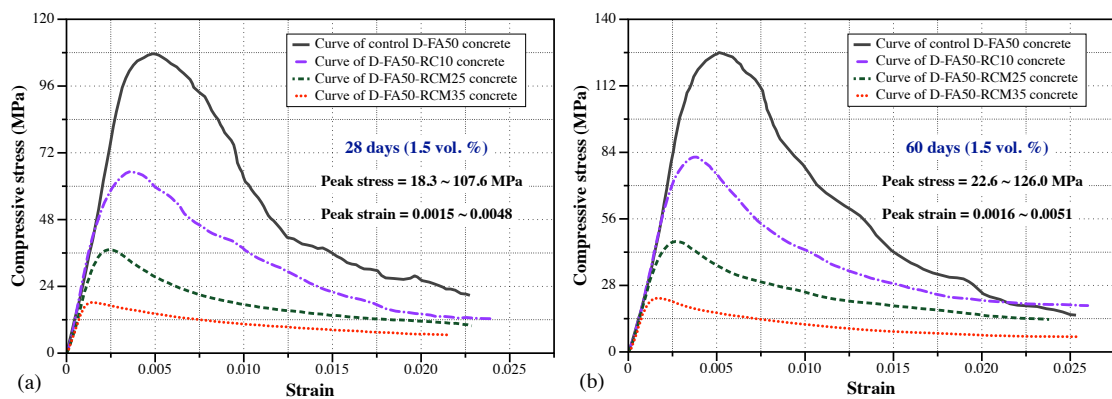 120
96
72
48
24
0
Compressive stress (MPa)
Curve of control D-FA50 concrete
Curve of D-FA50-RC10 concrete
Curve of D-FA50-RCM25 concrete
Curve of D-FA50-RCM35 concrete
28 days (1.5 vol. %)
Peak stress = 18.3 ~ 107.6 MPa
Peak strain = 0.0015 ~ 0.0048
0 0.005 0.010 0.015 0.020 0.025
Strain
(a)
140
112
84
56
28
0
Compressive stress (MPa)
Curve of control D-FA50 concrete
Curve of D-FA50-RC10 concrete
Curve of D-FA50-RCM25 concrete
Curve of D-FA50-RCM35 concrete
60 days (1.5 vol. %)
Peak stress = 22.6 ~ 126.0 MPa
Peak strain = 0.0016 ~ 0.0051
0 0.005 0.010 0.015 0.020 0.025
Strain
(b)